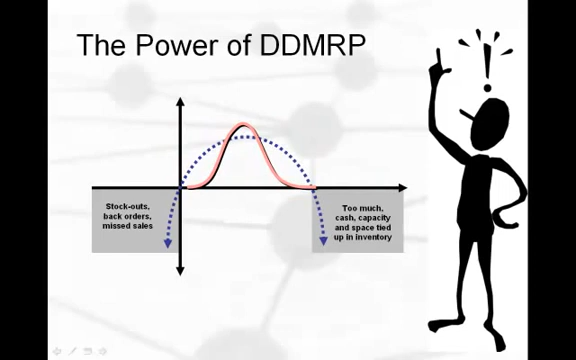 The Power of DDMRP
Stock-outs,
back orders,
missed sales
Too much,
cash, capacity
and space tied
up in inventory